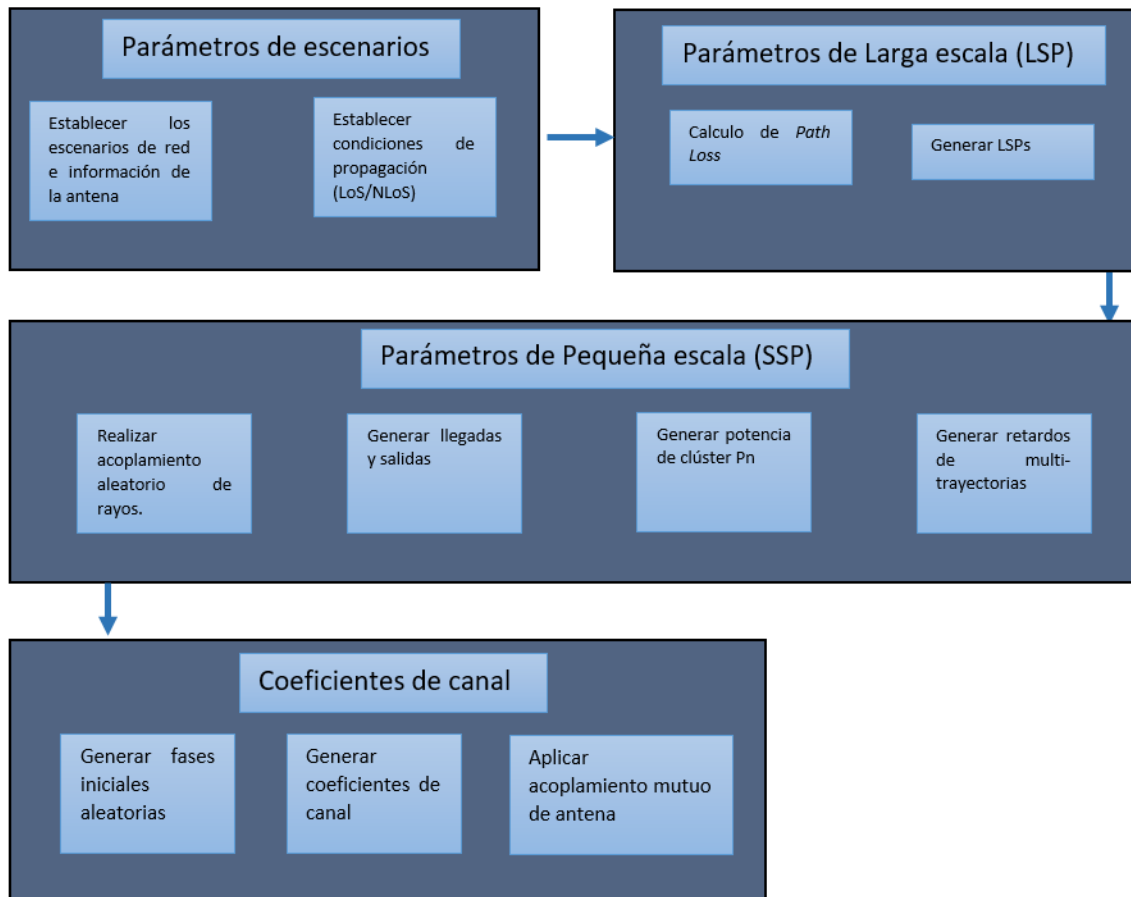 Parámetros de escenarios
Establecer los
escenarios de red
e información de
la antena
Establecer
condiciones de
propagación
(LoS/NLoS)
Parámetros de Larga escala (LSP)
Calculo de Path
Loss
Generar LSPs
Parámetros de Pequeña escala (SSP)
Realizar
acoplamiento
aleatorio de
rayos.
Generar llegadas
y salidas
Generar potencia
de clúster Pn
Generar retardos
de multi-
trayectorias
Coeficientes de canal
Generar fases
iniciales
aleatorias
Generar
coeficientes de
canal
Aplicar
acoplamiento mutuo
de antena